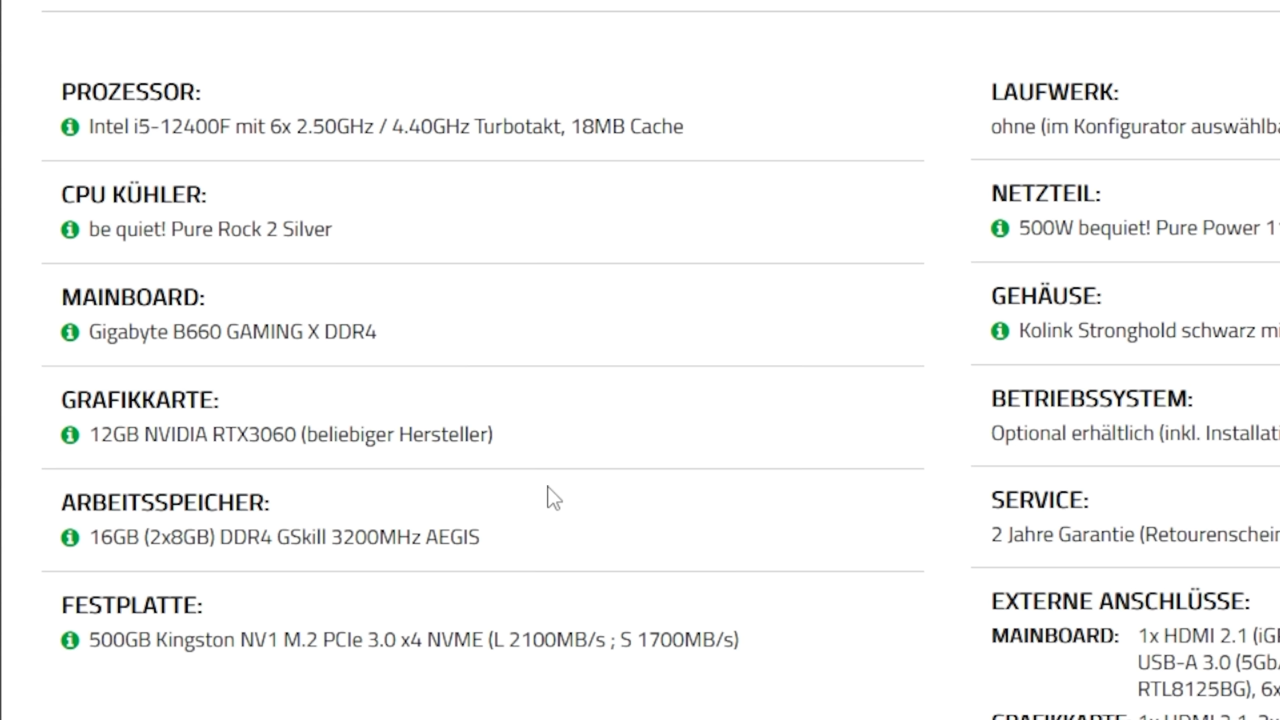 PROZESSOR:
Intel i5-12400F mit 6x 2.50GHz / 4.40GHz Turbotakt, 18MB Cache
CPU KÜHLER:
be quiet! Pure Rock 2 Silver
MAINBOARD:
Gigabyte B660 GAMING X DDR4
GRAFIKKARTE:
12GB NVIDIA RTX3060 (beliebiger Hersteller)
ARBEITSSPEICHER:
16GB (2x8GB) DDR4 GSkill 3200MHz AEGIS
FESTPLATTE:
500GB Kingston NV1 M.2 PCIe 3.0 x4 NVME (L 2100MB/s ; S 1700MB/s)
LAUFWERK:
ohne (im Konfigurator
NETZTEIL:
500W bequiet! Pure Power
GEHÄUSE:
Kolink Stronghold schwarz
BETRIEBSSYSTEM:
Optional erhältlich (inkl.
SERVICE:
2 Jahre Garantie
EXTERNE ANSCHLÜSSE:
MAINBOARD: 1x HDMI 2.1
USB-A 3.0
RTL8125BG),